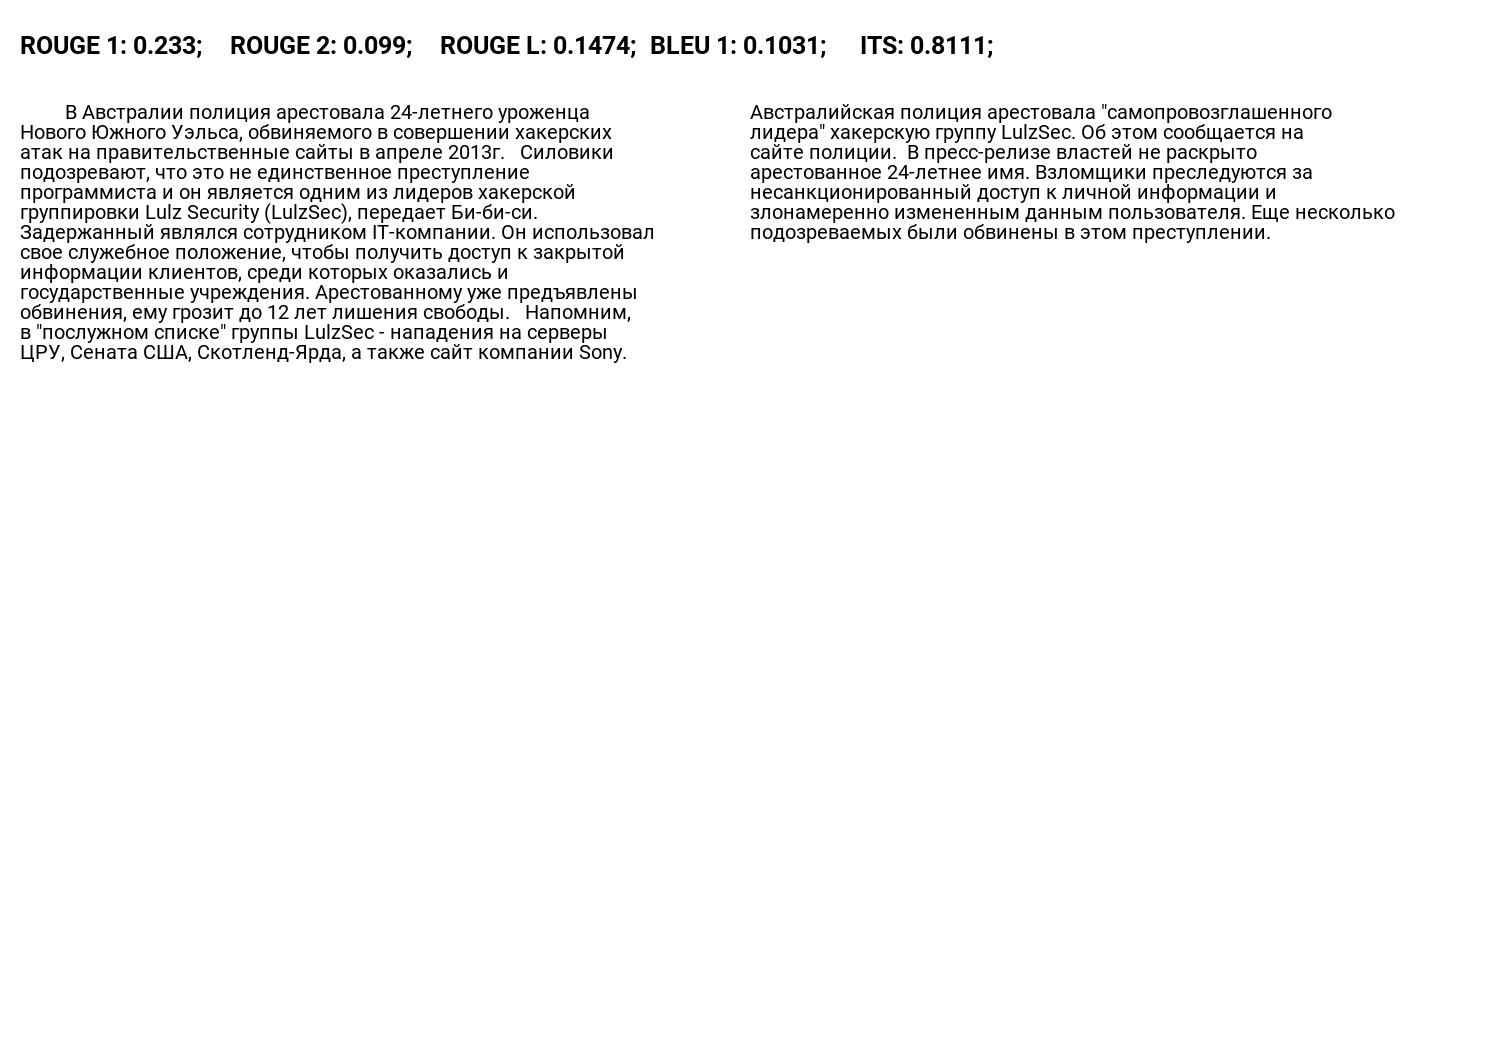 ROUGE 1: 0.233; ROUGE 2: 0.099; ROUGE L: 0.1474; BLEU 1: 0.1031; ITS: 0.8111;
В Австралии полиция арестовала 24-летнего уроженца
Нового Южного Уэльса, обвиняемого в совершении хакерских
атак на правительственные сайты в апреле 2013г. Силовики
подозревают, что это не единственное преступление
программиста и он является одним из лидеров хакерской
группировки Lulz Security (LulzSec), передает Би-би-си.
Задержанный являлся сотрудником IT-компании. Он использовал
свое служебное положение, чтобы получить доступ к закрытой
информации клиентов, среди которых оказались и
государственные учреждения. Арестованному уже предъявлены
обвинения, ему грозит до 12 лет лишения свободы. Напомним,
в "послужном списке" группы LulzSec - нападения на серверы
ЦРУ, Сената США, Скотленд-Ярда, а также сайт компании Sony.
Австралийская полиция арестовала "самопровозглашенного
лидера" хакерскую группу LulzSec. Об этом сообщается на
сайте полиции. В пресс-релизе властей не раскрыто
арестованное 24-летнее имя. Взломщики преследуются за
несанкционированный доступ к личной информации и
злонамеренно измененным данным пользователя. Еще несколько
подозреваемых были обвинены в этом преступлении.